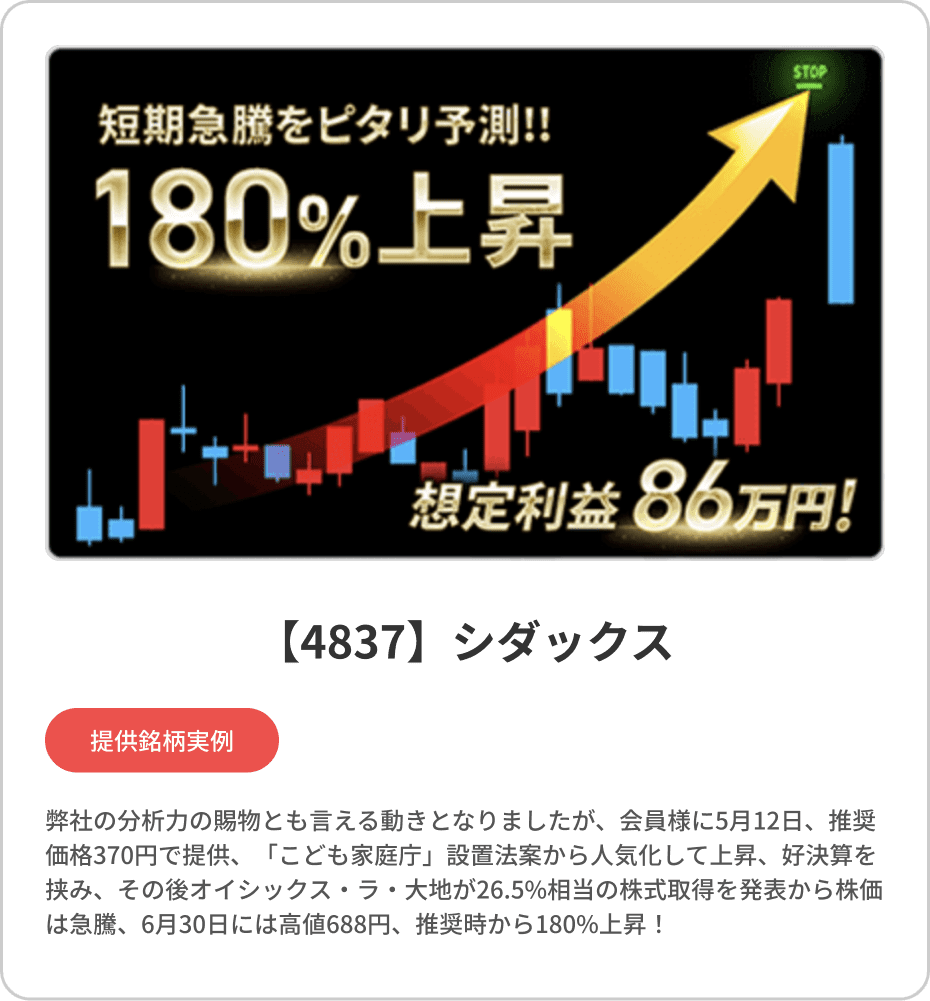 STOP
短期急騰をピタリ予測!!
180%上昇
想定利益 86万円!
【4837】シダックス
提供銘柄実例
弊社の分析力の賜物とも言える動きとなりましたが、会員様に5月12日、推奨
価格370円で提供、「こども家庭庁」設置法案から人気化して上昇、好決算を
挟み、その後オイシックス・ラ・大地が26.5%相当の株式取得を発表から株価
は急騰、6月30日には高値688円、推奨時から180%上昇！